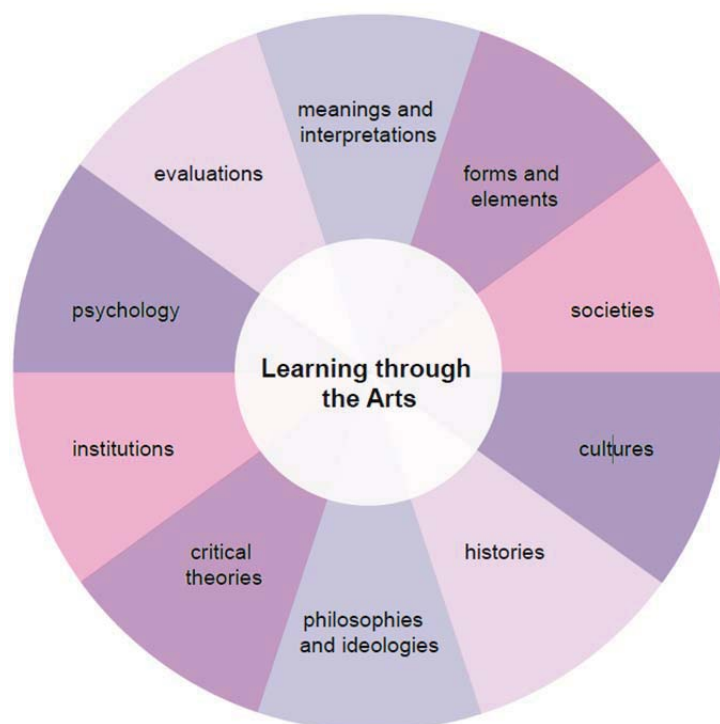 meanings and
interpretations
forms and
elements
societies
cultures
histories
philosophies
and ideologies
critical
theories
institutions
psychology
evaluations
Learning through
the Arts